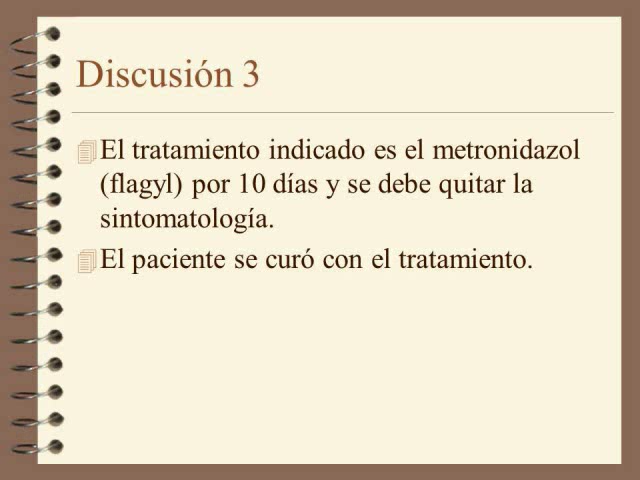 Discusión 3
El tratamiento indicado es el metronidazol
(flagyl) por 10 días y se debe quitar la
sintomatología.
El paciente se curó con el tratamiento.